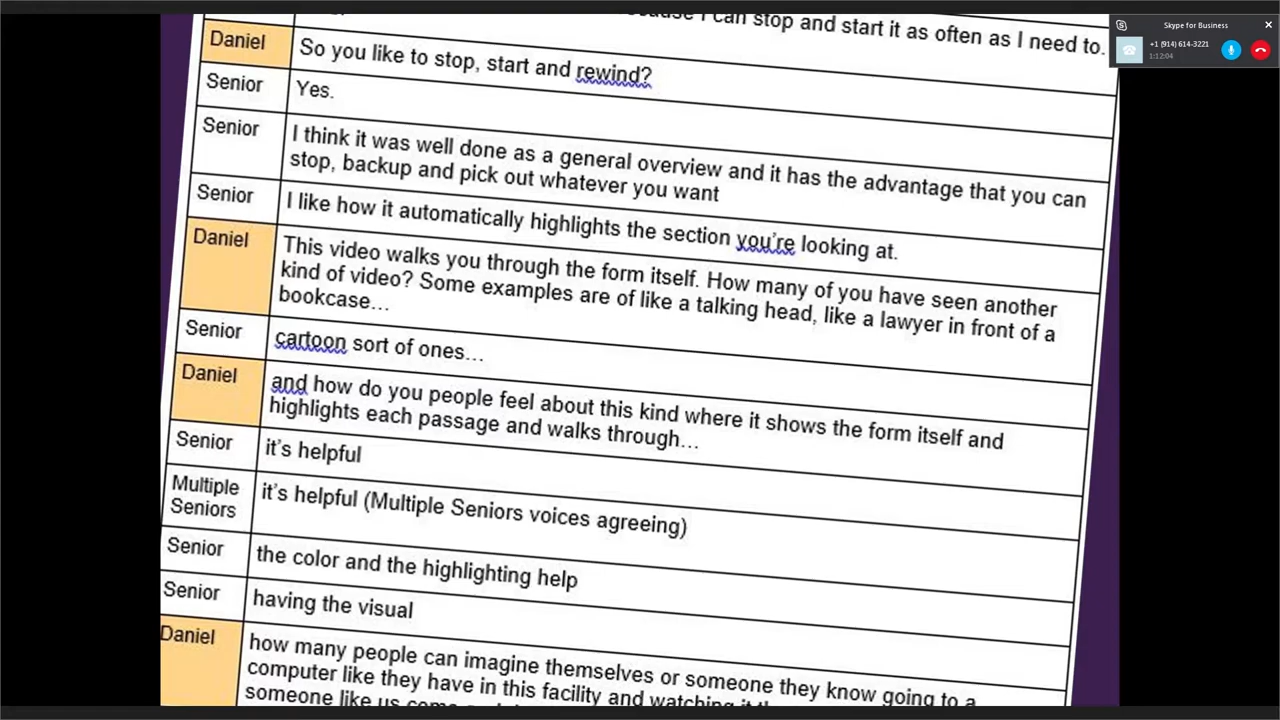 because I can stop and start it as often as I need to.
Skype for Business
+1 (914) 614-3221
1:12:04
Daniel
So you like to stop, start and rewind?
Senior
Yes.
Senior
I think it was well done as a general overview and it has the advantage that you can
stop, backup and pick out whatever you want
Senior
I like how it automatically highlights the section you're looking at.
Daniel
This video walks you through the form itself. How many of you have seen another
kind of video? Some examples are of like a talking head, like a lawyer in front of a
bookcase…
Senior
cartoon sort of ones…
Daniel
and how do you people feel about this kind where it shows the form itself and
highlights each passage and walks through…
Senior
it's helpful
Multiple
Seniors
it's helpful (Multiple Seniors voices agreeing)
Senior
the color and the highlighting help
Senior
having the visual
Daniel
how many people can imagine themselves or someone they know going to a
computer like they have in this facility and watching it
someone like us